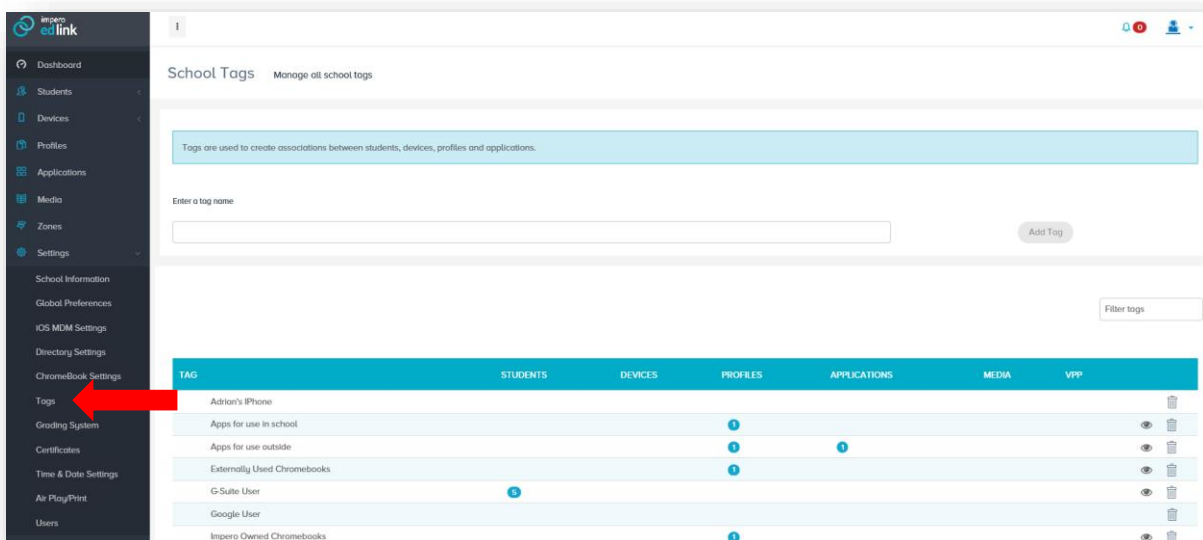 impero
ed link
0
Dashboard
School Tags Manage all school tags
Students
Devices
Profiles
Tags are used to create associations between students, devices, profiles and applications.
Applications
Media
Enter a tag name
Zones
Add Tag
Settings
School Information
Global Preferences
Filter tags
iOS MDM Settings
Directory Settings
ChromeBook Settings
TAG STUDENTS DEVICES PROFILES APPLICATIONS MEDIA VPP
Tags
Adrian's IPhone
Grading System
Apps for use in school 1
Certificates
Apps for use outside 1 1
Time & Date Settings
Externally Used Chromebooks 1
Air Play/Print
G-Suite User 5
Users
Google User
Impero Owned Chromebooks 1